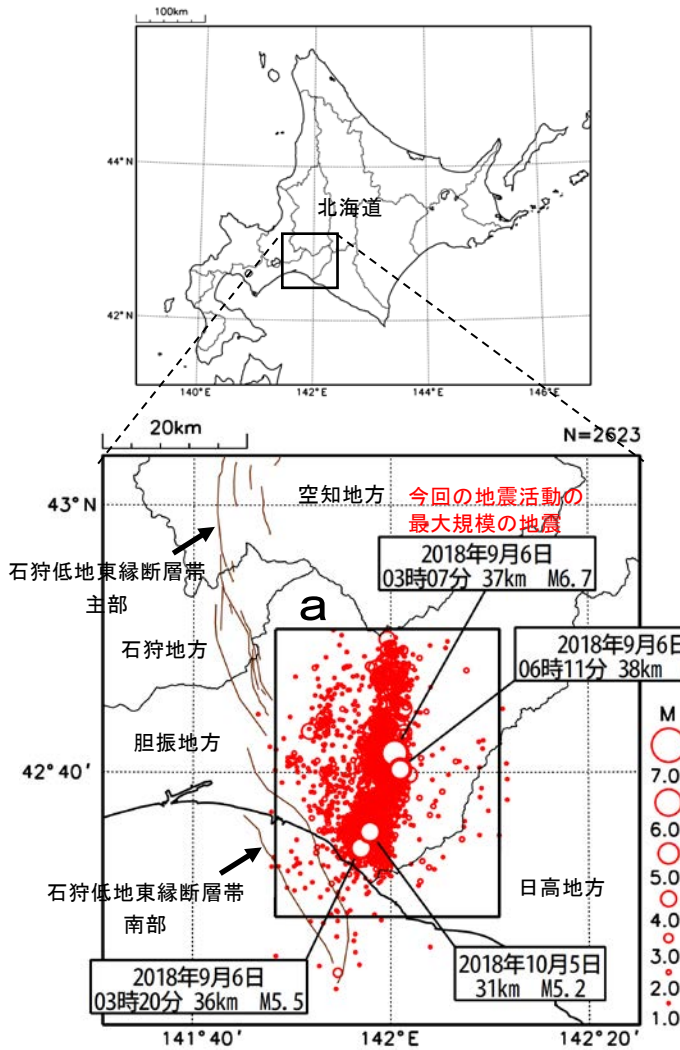 100km
44°N
北海道
42°N
140°E
142°E
144°E
146°E
20km
N=2623
43°N
空知地方
今回の地震活動の
最大規模の地震
2018年9月6日
03時07分 37km M6.7
石狩低地東縁断層帯
主部
a
石狩地方
2018年9月6日
06時11分 38km
胆振地方
42°40′
M
7.0
6.0
5.0
4.0
3.0
2.0
1.0
石狩低地東縁断層帯
南部
日高地方
2018年9月6日
03時20分 36km M5.5
2018年10月5日
31km M5.2
141°40′
142°E
142°20′